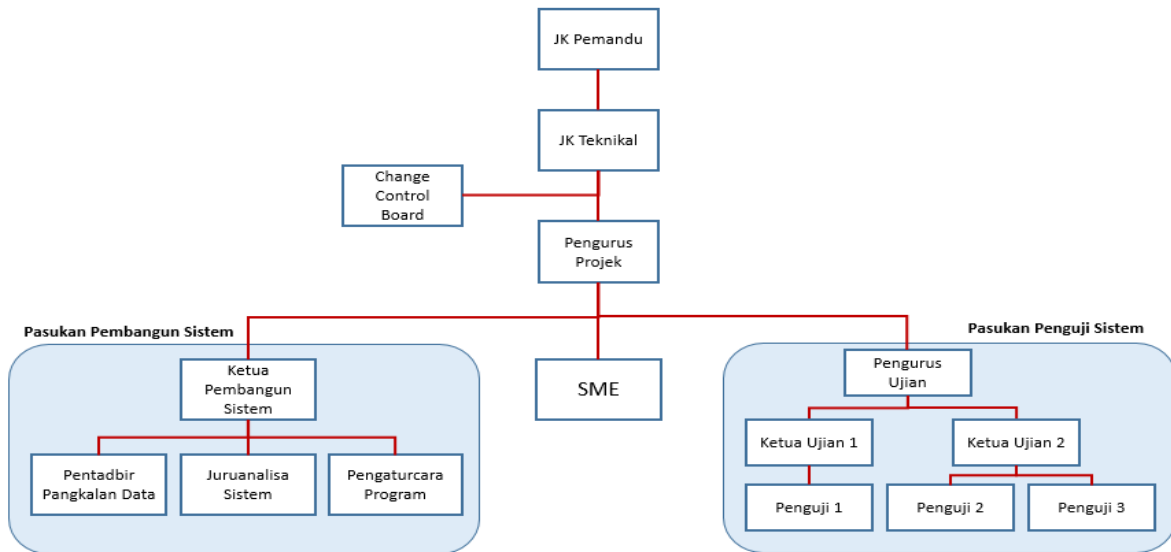 JK Pemandu
JK Teknikal
Change
Control
Board
Pengurus
Projek
Pasukan Pembangun Sistem
Pasukan Penguji Sistem
Ketua
Pembangun
Sistem
SME
Pengurus
Ujian
Ketua Ujian 1
Ketua Ujian 2
Pentadbir
Pangkalan Data
Juruanalisa
Sistem
Pengaturcara
Program
Penguji 1
Penguji 2
Penguji 3